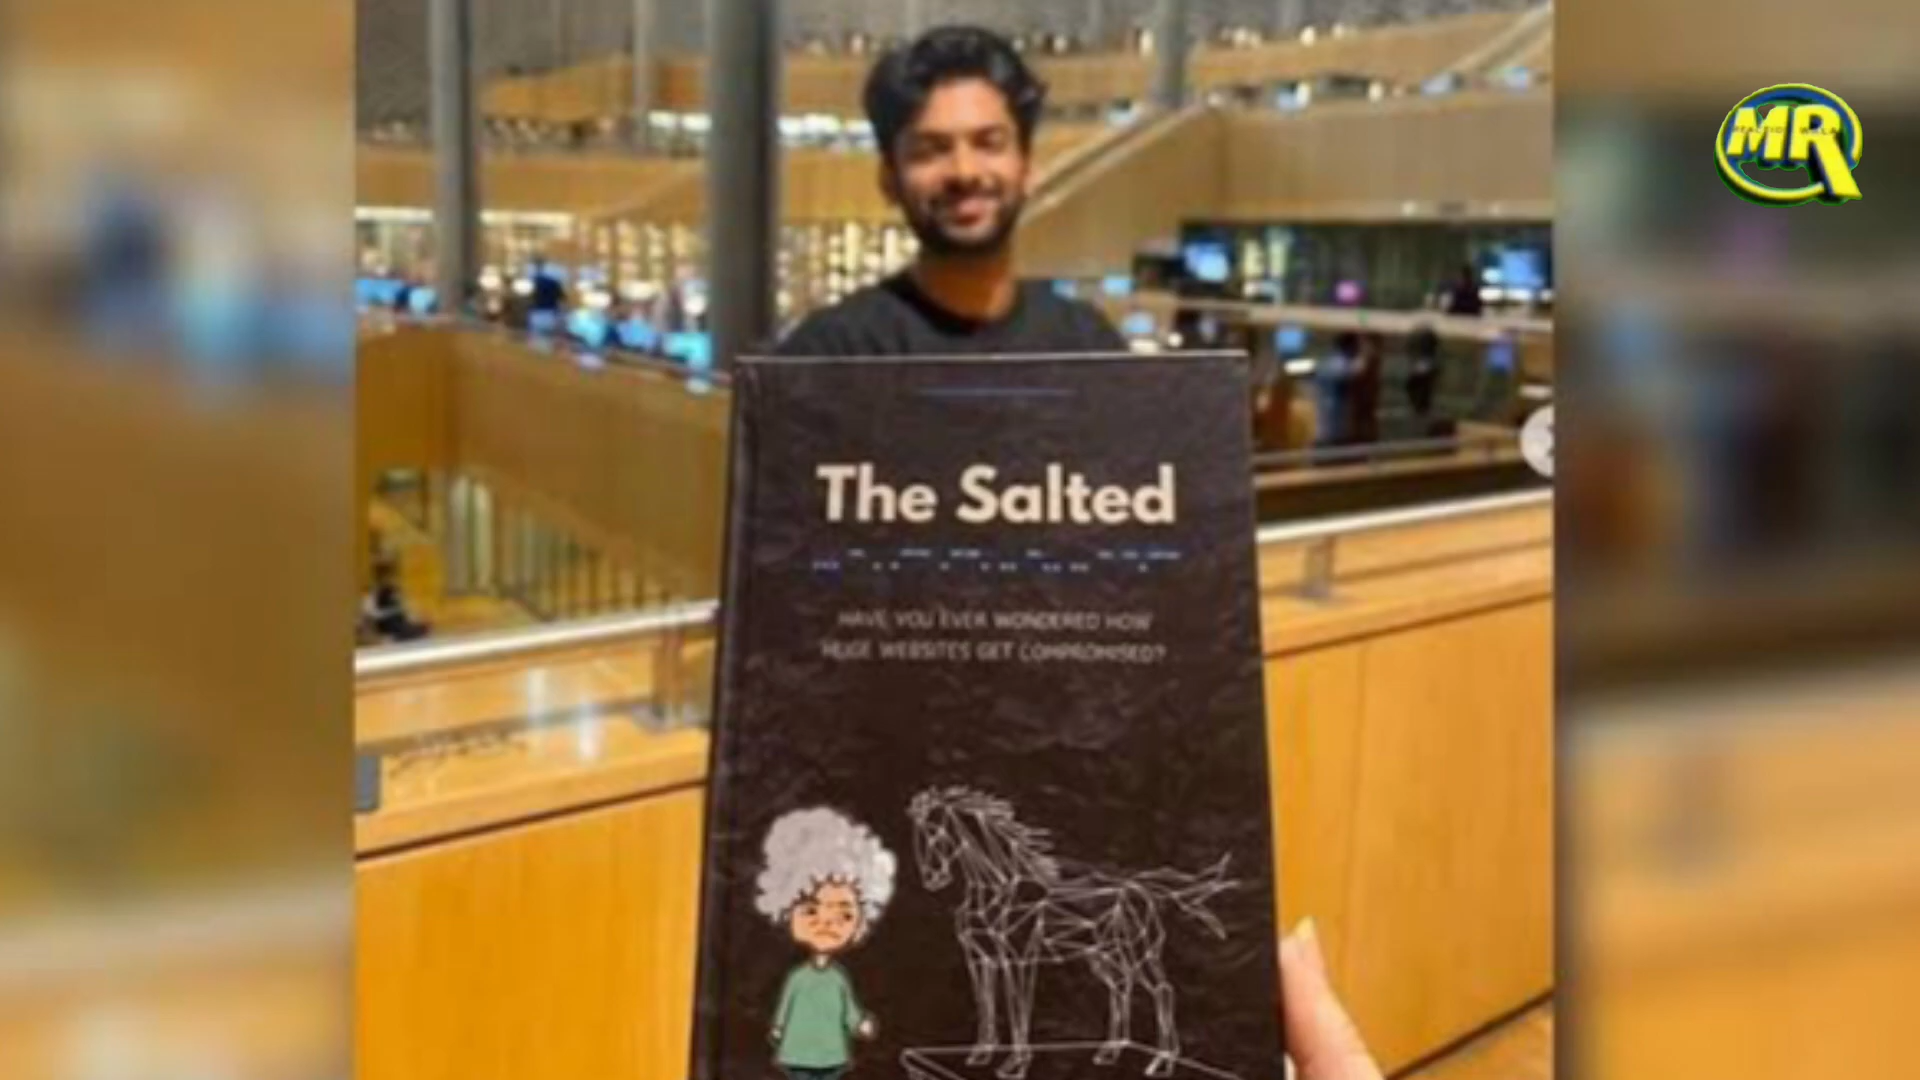 The Salted
HAVE YOU EVER WONDERED HOW
HUGE WEBSITES GET COMPROMISED?
MR